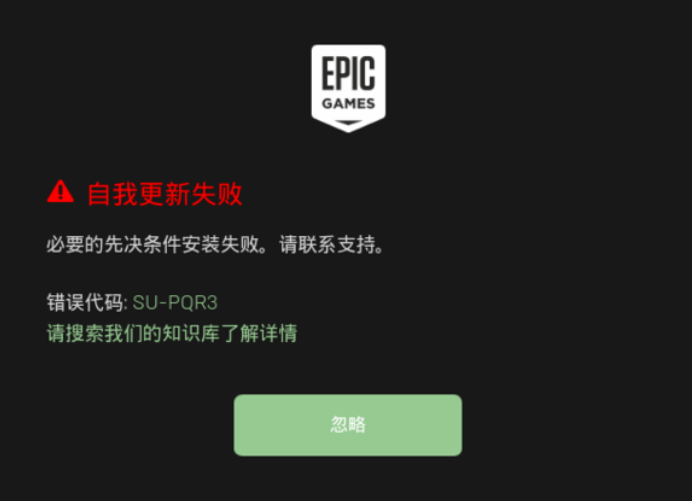 EPIC
GAMES
自我更新失败
必要的先决条件安装失败。请联系支持。
错误代码: SU-PQR3
请搜索我们的知识库了解详情
忽略